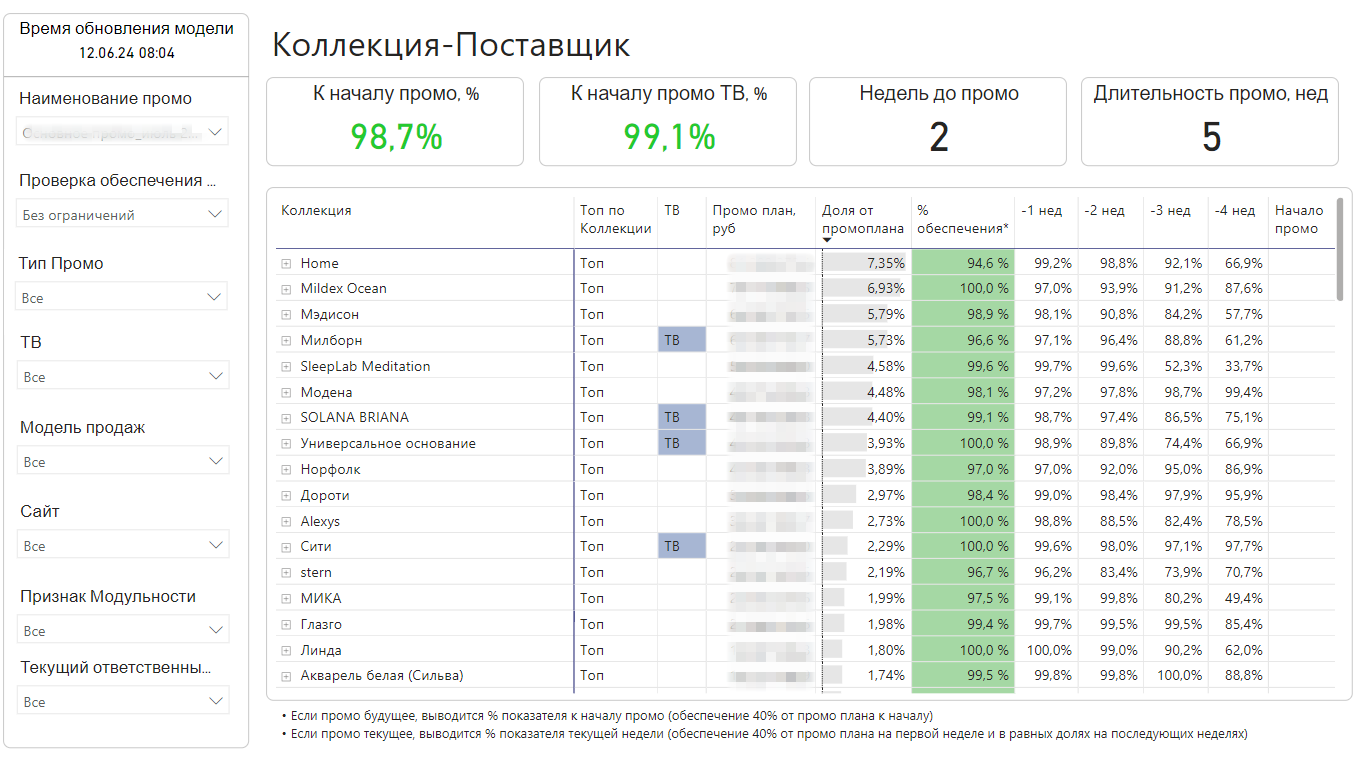 Время обновления модели
12.06.24 08:04
Наименование промо
Проверка обеспечения ...
Без ограничений
Тип Промо
Все
ТВ
Все
Модель продаж
Все
Сайт
Все
Признак Модульности
Все
Текущий ответственны...
Все
Коллекция-Поставщик
К началу промо, %
98,7%
К началу промо ТВ, %
99,1%
Недель до промо
2
Длительность промо, нед
5
Коллекция Топ по Коллекции ТВ Промо план, руб Доля от промоплана % обеспечения* -1 нед -2 нед -3 нед -4 нед Начало промо
Home Топ 7,35% 94,6 % 99,2% 98,8% 92,1% 66,9%
Mildex Ocean Топ 6,93% 100,0 % 97,0% 93,9% 91,2% 87,6%
Мэдисон Топ 5,79% 98,9 % 98,1% 90,8% 84,2% 57,7%
Милборн Топ ТВ 5,73% 96,6 % 97,1% 96,4% 88,8% 61,2%
SleepLab Meditation Топ 4,58% 99,6 % 99,7% 99,6% 52,3% 33,7%
Модена Топ 4,48% 98,1 % 97,2% 97,8% 98,7% 99,4%
SOLANA BRIANA Топ ТВ 4,40% 99,1 % 98,7% 97,4% 86,5% 75,1%
Универсальное основание Топ ТВ 3,93% 100,0 % 98,9% 89,8% 74,4% 66,9%
Норфолк Топ 3,89% 97,0 % 97,0% 92,0% 95,0% 86,9%
Дороти Топ 2,97% 98,4 % 99,0% 98,4% 97,9% 95,9%
Alexys Топ 2,73% 100,0 % 98,8% 88,5% 82,4% 78,5%
Сити Топ ТВ 2,29% 100,0 % 99,6% 98,0% 97,1% 97,7%
stern Топ 2,19% 96,7 % 96,2% 83,4% 73,9% 70,7%
МИКА Топ 1,99% 97,5 % 99,1% 99,8% 80,2% 49,4%
Глазго Топ 1,98% 99,4 % 99,7% 99,5% 99,5% 85,4%
Линда Топ 1,80% 100,0 % 100,0% 99,0% 90,2% 62,0%
Акварель белая (Сильва) Топ 1,74% 99,5 % 99,8% 99,8% 100,0% 88,8%
• Если промо будущее, выводится % показателя к началу промо (обеспечение 40% от промо плана к началу)
• Если промо текущее, выводится % показателя текущей недели (обеспечение 40% от промо плана на первой неделе и в равных долях на последующих неделях)